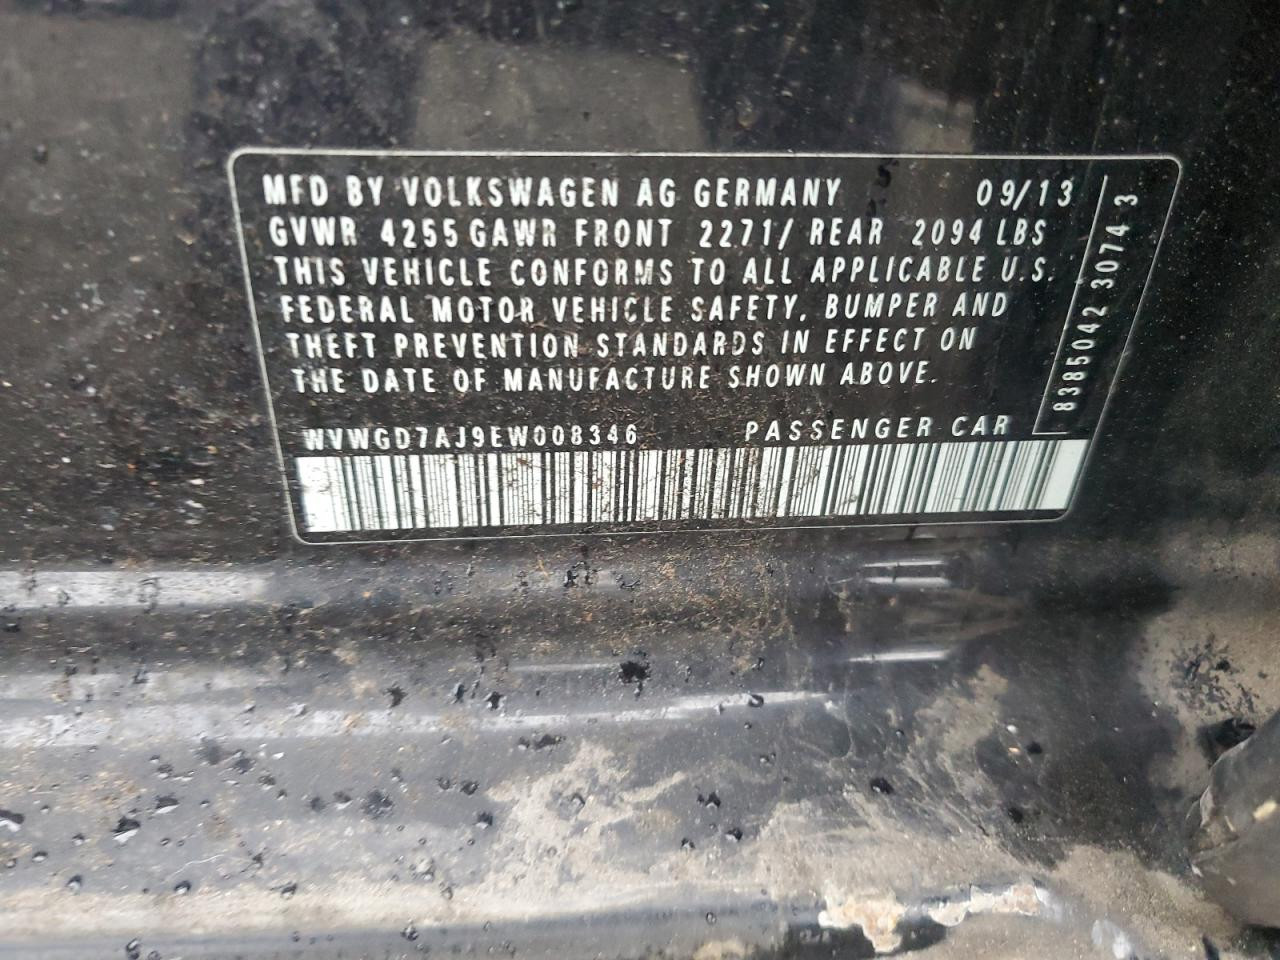 MFD BY VOLKSWAGEN AG GERMANY 09/13
GVWR 4255 GAWR FRONT 2271/ REAR 2094 LBS
THIS VEHICLE CONFORMS TO ALL APPLICABLE U.S.
FEDERAL MOTOR VEHICLE SAFETY, BUMPER AND
THEFT PREVENTION STANDARDS IN EFFECT ON
THE DATE OF MANUFACTURE SHOWN ABOVE.
WVWGD7AJ9EW008346 PASSENGER CAR
8385042 3074 3